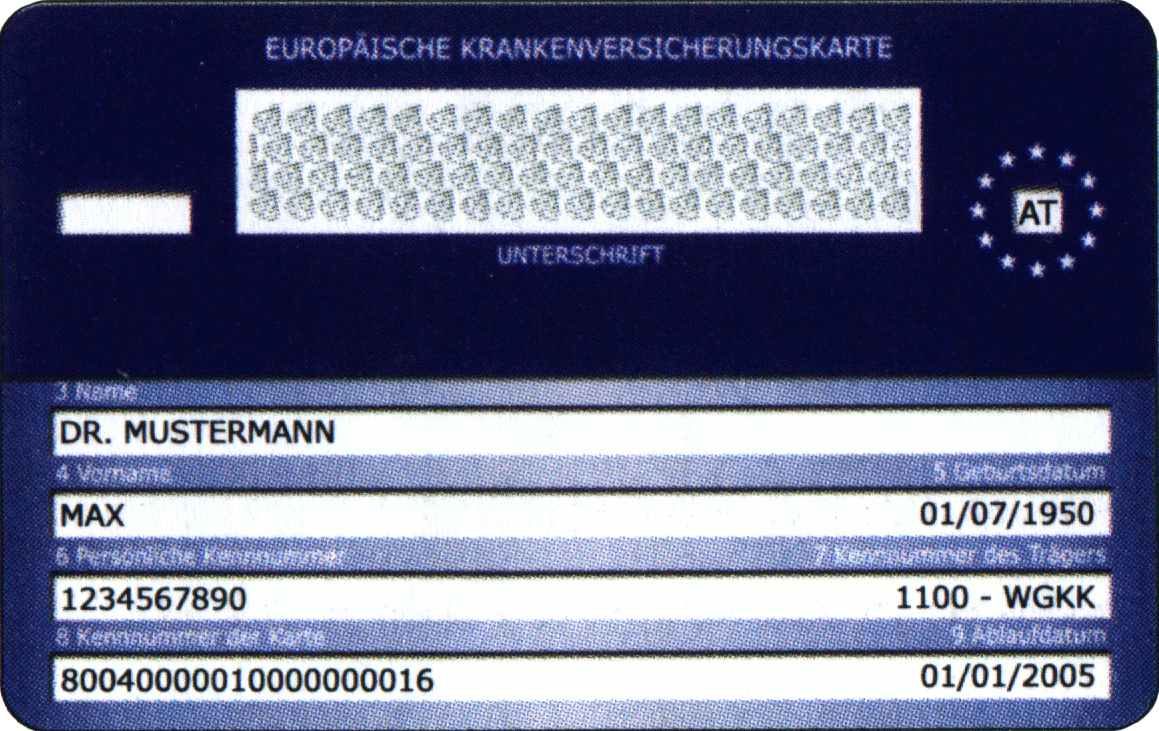 EUROPÄISCHE KRANKENVERSICHERUNGSKARTE
AT
UNTERSCHRIFT
3 Name
DR. MUSTERMANN
4 Vorname 5 Geburtsdatum
MAX 01/07/1950
6 Persönliche Kennnummer 7 Kennnummer des Trägers
1234567890 1100 - WGKK
8 Kennnummer der Karte 9 Ablaufdatum
80040000010000000016 01/01/2005